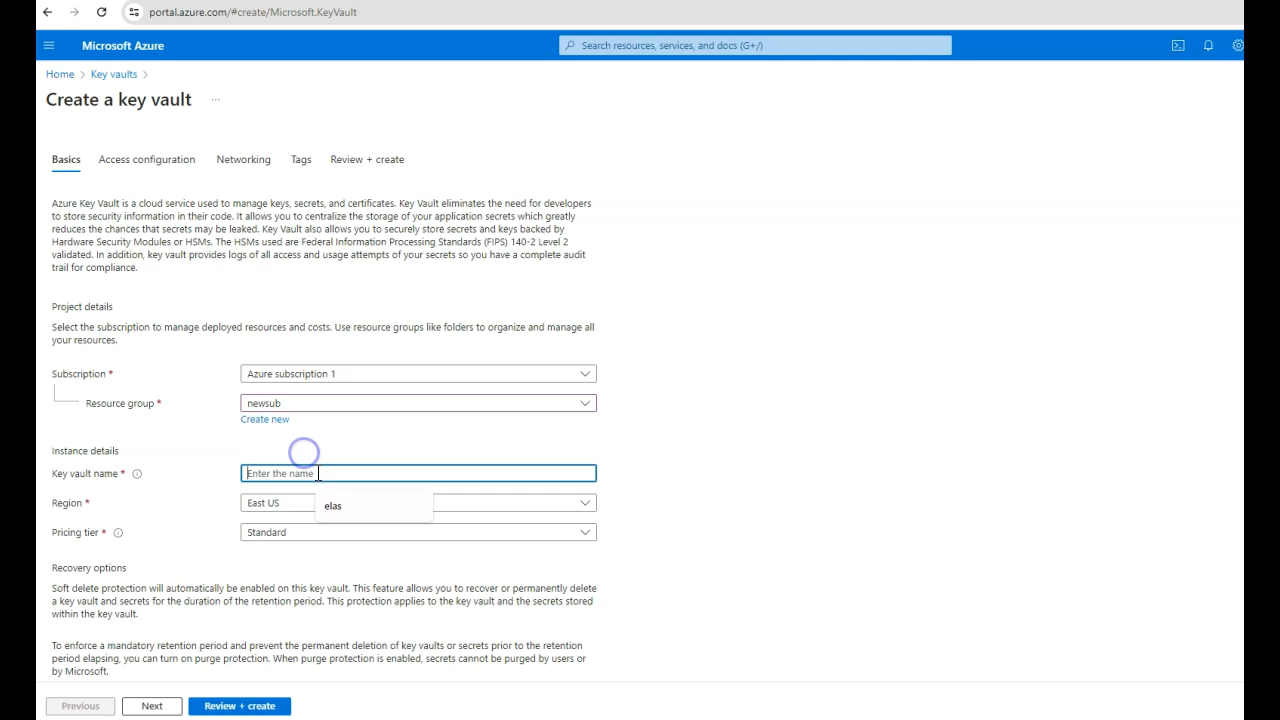 portal.azure.com/#create/Microsoft.KeyVault
Microsoft Azure
Search resources, services, and docs (G+/)
Home > Key vaults >
Create a key vault ...
Basics Access configuration Networking Tags Review + create
Azure Key Vault is a cloud service used to manage keys, secrets, and certificates. Key Vault eliminates the need for developers
to store security information in their code. It allows you to centralize the storage of your application secrets which greatly
reduces the chances that secrets may be leaked. Key Vault also allows you to securely store secrets and keys backed by
Hardware Security Modules or HSMs. The HSMs used are Federal Information Processing Standards (FIPS) 140-2 Level 2
validated. In addition, key vault provides logs of all access and usage attempts of your secrets so you have a complete audit
trail for compliance.
Project details
Select the subscription to manage deployed resources and costs. Use resource groups like folders to organize and manage all
your resources.
Subscription * Azure subscription 1
Resource group * newsub
Create new
Instance details
Key vault name * Enter the name
Region * East US
elas
Pricing tier * Standard
Recovery options
Soft delete protection will automatically be enabled on this key vault. This feature allows you to recover or permanently delete
a key vault and secrets for the duration of the retention period. This protection applies to the key vault and the secrets stored
within the key vault.
To enforce a mandatory retention period and prevent the permanent deletion of key vaults or secrets prior to the retention
period elapsing, you can turn on purge protection. When purge protection is enabled, secrets cannot be purged by users or
by Microsoft.
Previous Next Review + create